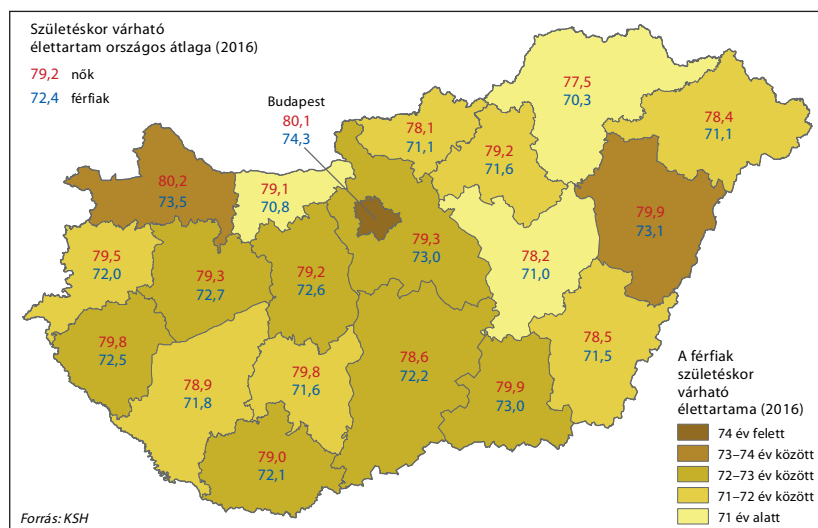 Születéskor várható
élettartam országos átlaga (2016)
79,2 nők
72,4 férfiak
Budapest
80,1
74,3
77,5
70,3
78,4
71,1
78,1
71,1
79,2
71,6
80,2
73,5
79,1
70,8
79,9
73,1
79,3
73,0
78,2
71,0
79,5
72,0
79,3
72,7
79,2
72,6
79,8
72,5
78,9
71,8
79,8
71,6
78,6
72,2
79,9
73,0
78,5
71,5
79,0
72,1
A férfiak
születéskor
várható
élettartama (2016)
74 év felett
73–74 év között
72–73 év között
71–72 év között
71 év alatt
Forrás: KSH